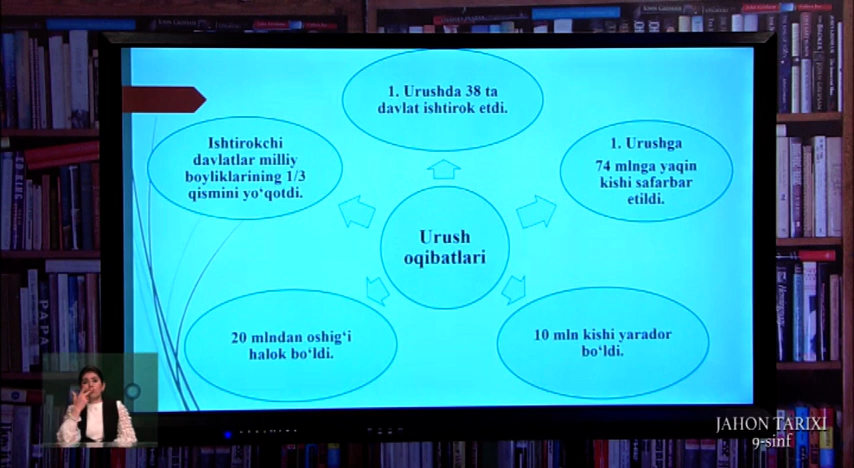 1. Urushda 38 ta
davlat ishtirok etdi.
Ishtirokchi
davlatlar milliy
boyliklarining 1/3
qismini yo‘qotdi.
1. Urushga
74 mlnga yaqin
kishi safarbar
etildi.
Urush
oqibatlari
20 mlndan oshig‘i
halok bo‘ldi.
10 mln kishi yarador
bo‘ldi.
JAHON TARIXI
9-sinf